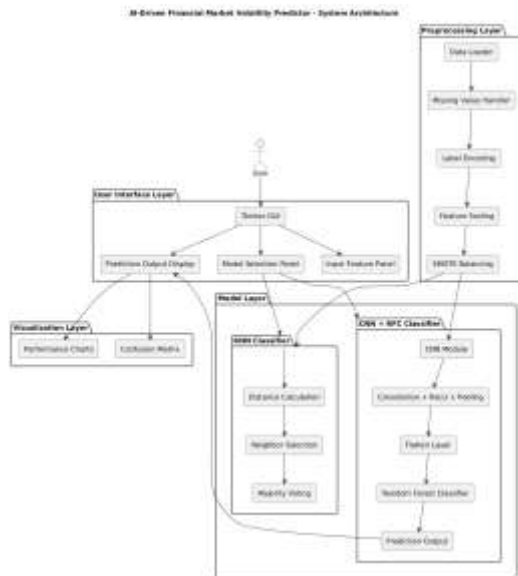 AI-Driven Financial Market Volatility Predictor - System Architecture
Preprocessing Layer
Data Loader
Missing Value Handler
Label Encoding
Feature Scaling
SMOTE Balancing
User
User Interface Layer
Tkinter GUI
Prediction Output Display
Model Selection Panel
Input Feature Panel
Visualization Layer
Performance Charts
Confusion Matrix
Model Layer
KNN Classifier
Distance Calculation
Neighbor Selection
Majority Voting
CNN + RFC Classifier
CNN Module
Convolution + ReLU + Pooling
Flatten Layer
Random Forest Classifier
Prediction Output